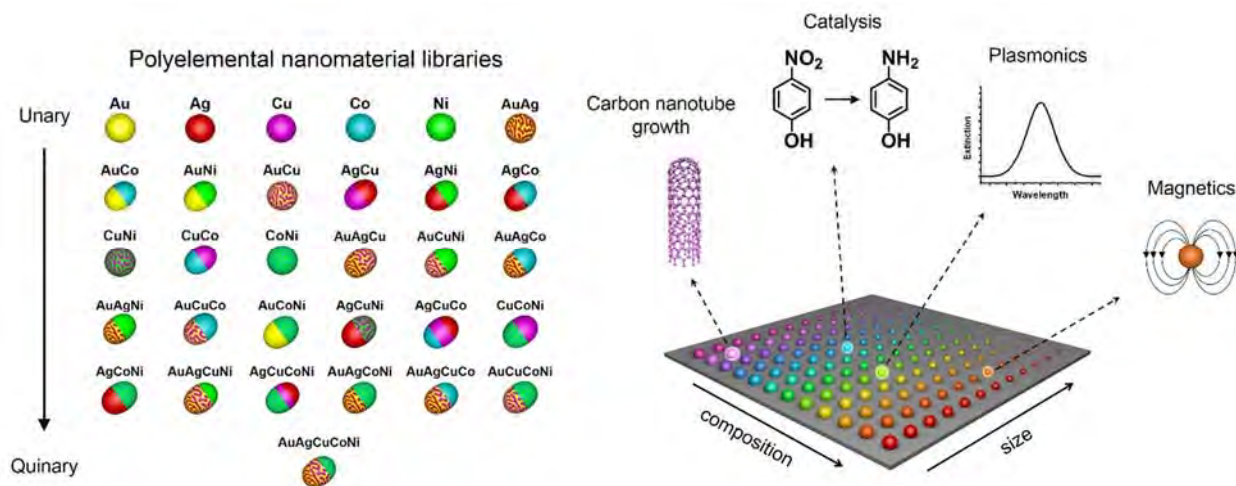 Polyelemental nanomaterial libraries
Unary
Au Ag Cu Co Ni AuAg
AuCo AuNi AuCu AgCu AgNi AgCo
CuNi CuCo CoNi AuAgCu AuCuNi AuAgCo
AuAgNi AuCuCo AuCoNi AgCuNi AgCuCo CuCoNi
AgCoNi AuAgCuNi AgCuCoNi AuAgCoNi AuAgCuCo AuCuCoNi
AuAgCuCoNi
Quinary
Carbon nanotube
growth
Catalysis
NO2
OH
NH2
OH
Plasmonics
Extinction
Wavelength
Magnetics
composition
size